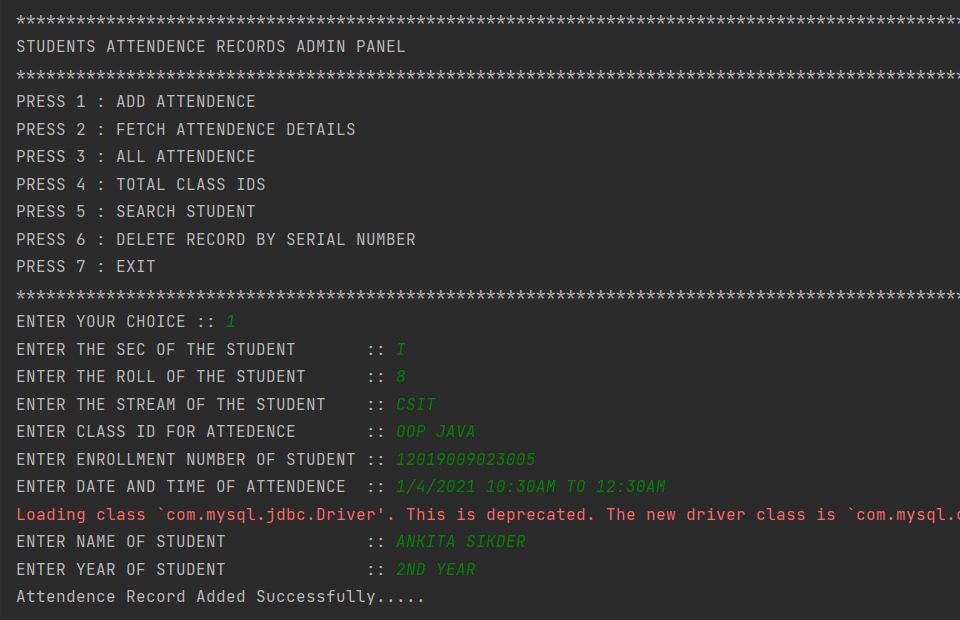 ************************************************************************************************
STUDENTS ATTENDENCE RECORDS ADMIN PANEL
************************************************************************************************
PRESS 1 : ADD ATTENDENCE
PRESS 2 : FETCH ATTENDENCE DETAILS
PRESS 3 : ALL ATTENDENCE
PRESS 4 : TOTAL CLASS IDS
PRESS 5 : SEARCH STUDENT
PRESS 6 : DELETE RECORD BY SERIAL NUMBER
PRESS 7 : EXIT
************************************************************************************************
ENTER YOUR CHOICE :: 1
ENTER THE SEC OF THE STUDENT       :: I
ENTER THE ROLL OF THE STUDENT      :: 8
ENTER THE STREAM OF THE STUDENT    :: CSIT
ENTER CLASS ID FOR ATTEDENCE       :: OOP JAVA
ENTER ENROLLMENT NUMBER OF STUDENT :: 12019009023005
ENTER DATE AND TIME OF ATTENDENCE  :: 1/4/2021 10:30AM TO 12:30AM
Loading class `com.mysql.jdbc.Driver'. This is deprecated. The new driver class is `com.mysql.c
ENTER NAME OF STUDENT              :: ANKITA SIKDER
ENTER YEAR OF STUDENT              :: 2ND YEAR
Attendence Record Added Successfully.....